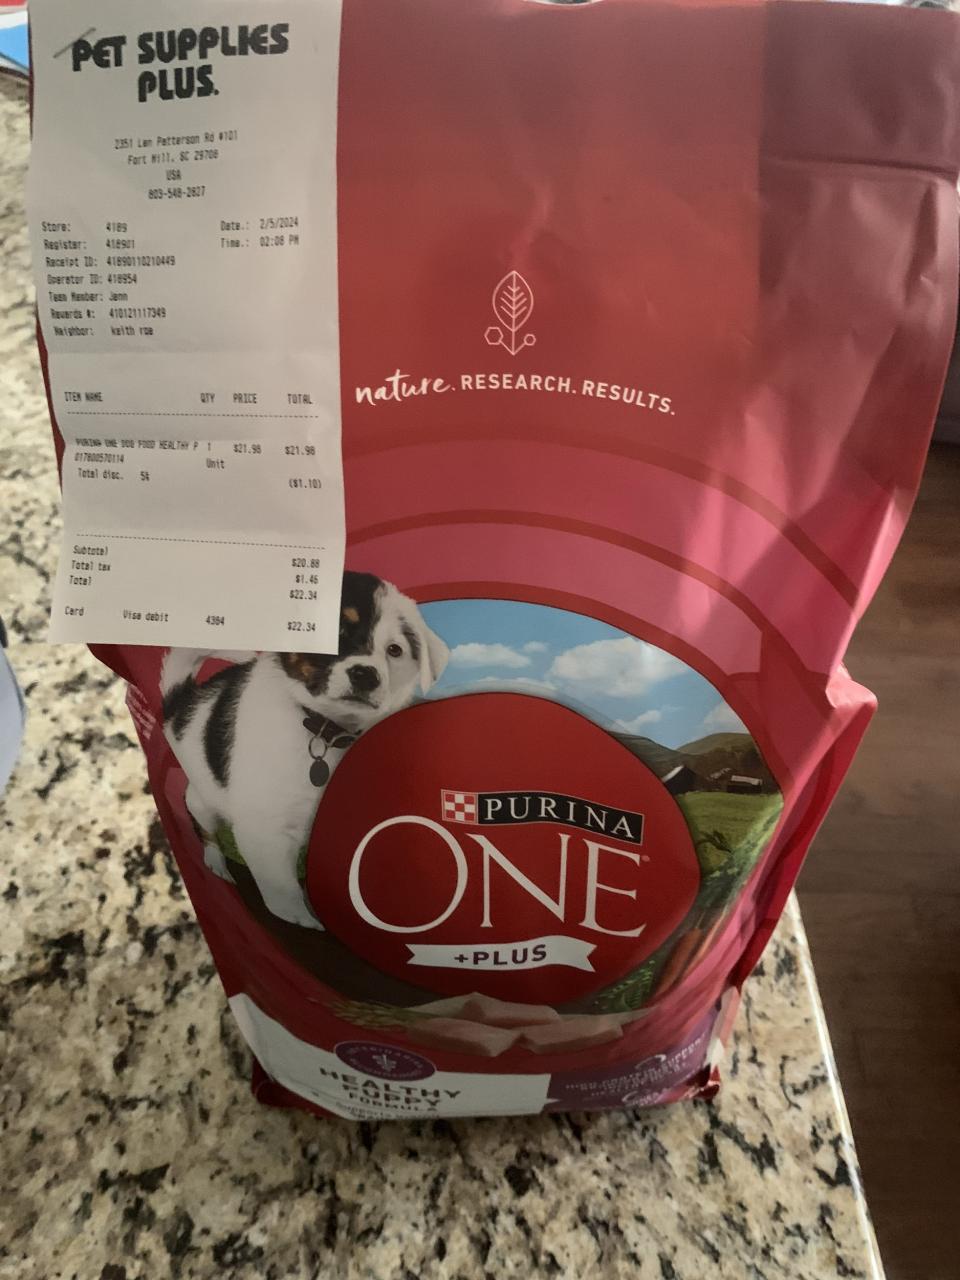 PET SUPPLIES
PLUS.
2351 Len Patterson Rd #101
Fort Mill, SC 29708
USA
803-548-2827
Store: 4189 Date.: 2/5/2024
Register: 418901 Time.: 02:08 PM
Receipt ID: 41890110210449
Operator ID: 418954
Team Member: Jenn
Rewards #: 410121117349
Neighbor: keith roe
ITEM NAME QTY PRICE TOTAL
PURINA ONE DOG FOOD HEALTHY P 1 $21.98 $21.98
017800570114 Unit
Total disc. 5% ($1.10)
Subtotal $20.88
Total tax $1.46
Total $22.34
Card Visa debit 4384 $22.34
nature. RESEARCH. RESULTS.
PURINA
ONE®
+PLUS
HEALTHY
PUPPY
FORMULA